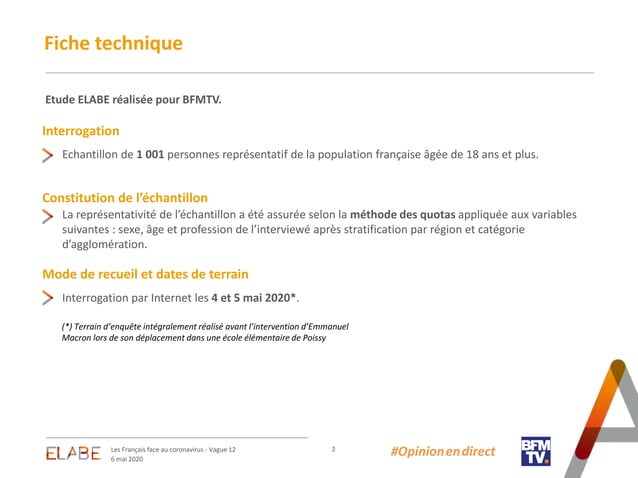 Fiche technique
Etude ELABE réalisée pour BFMTV.
Interrogation
Echantillon de 1 001 personnes représentatif de la population française âgée de 18 ans et plus.
Constitution de l’échantillon
La représentativité de l’échantillon a été assurée selon la méthode des quotas appliquée aux variables
suivantes : sexe, âge et profession de l’interviewé après stratification par région et catégorie
d’agglomération.
Mode de recueil et dates de terrain
Interrogation par Internet les 4 et 5 mai 2020*.
(*) Terrain d’enquête intégralement réalisé avant l’intervention d’Emmanuel
Macron lors de son déplacement dans une école élémentaire de Poissy
ELABE
Les Français face au coronavirus - Vague 12
6 mai 2020
2
#Opinion en direct
BFM
TV.